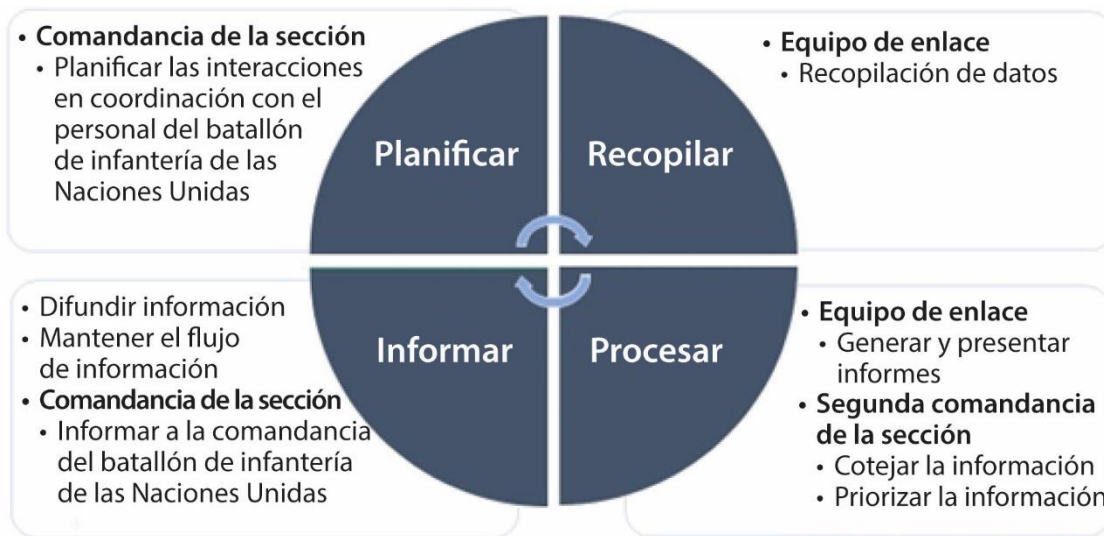 • Comandancia de la sección
• Planificar las interacciones
en coordinación con el
personal del batallón
de infantería de las
Naciones Unidas
Planificar
Recopilar
• Equipo de enlace
• Recopilación de datos
• Difundir información
• Mantener el flujo
de información
• Comandancia de la sección
• Informar a la comandancia
del batallón de infantería
de las Naciones Unidas
Informar
Procesar
• Equipo de enlace
• Generar y presentar
informes
• Segunda comandancia
de la sección
• Cotejar la información
• Priorizar la información